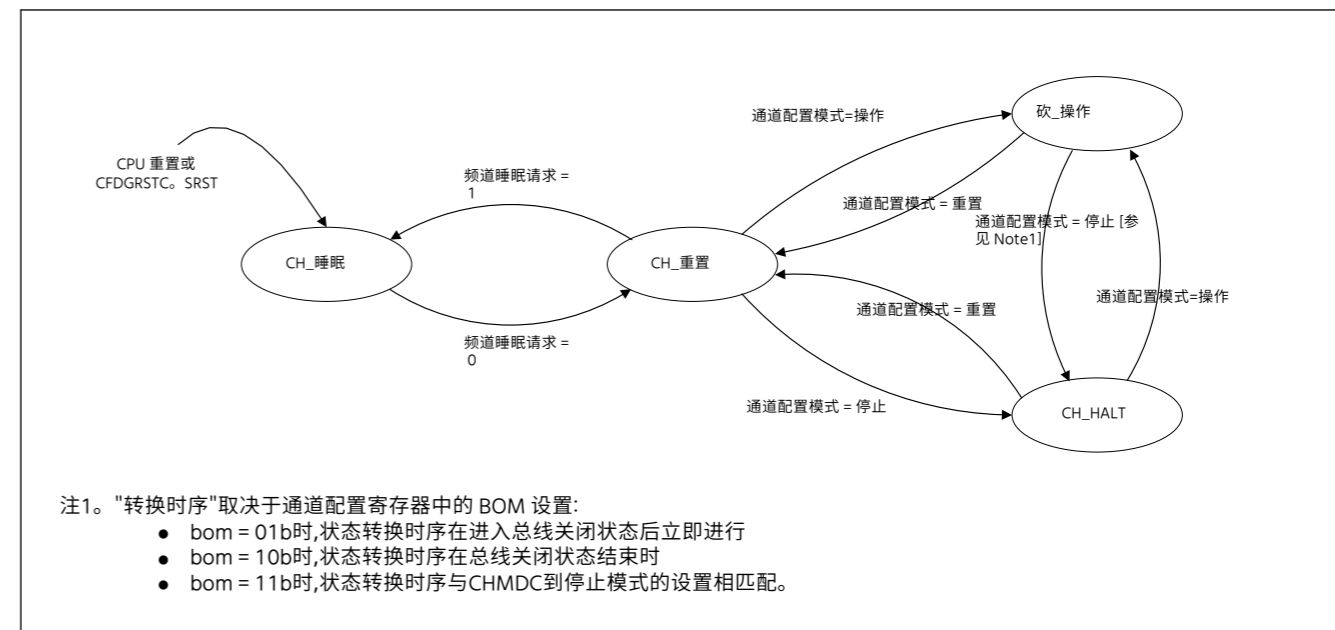 通道配置模式=操作
砍_操作
CPU 重置或
CFDGRSTC。SRST
频道睡眠请求 =
1
通道配置模式 = 重置
通道配置模式 = 停止 [参
见 Note1]
CH_睡眠
CH_重置
通道配置模式=操作
通道配置模式 = 重置
频道睡眠请求 =
0
通道配置模式 = 停止
CH_HALT
注1。"转换时序"取决于通道配置寄存器中的 BOM 设置:
● bom = 01b时,状态转换时序在进入总线关闭状态后立即进行
● bom = 10b时,状态转换时序在总线关闭状态结束时
● bom = 11b时,状态转换时序与CHMDC到停止模式的设置相匹配。